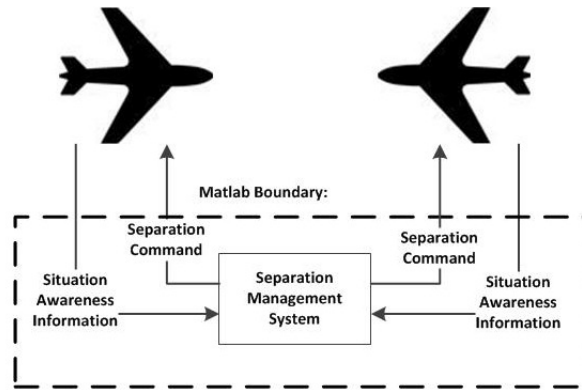 Matlab Boundary:
Separation
Command
Separation
Command
Situation
Awareness
Information
Separation
Management
System
Situation
Awareness
Information